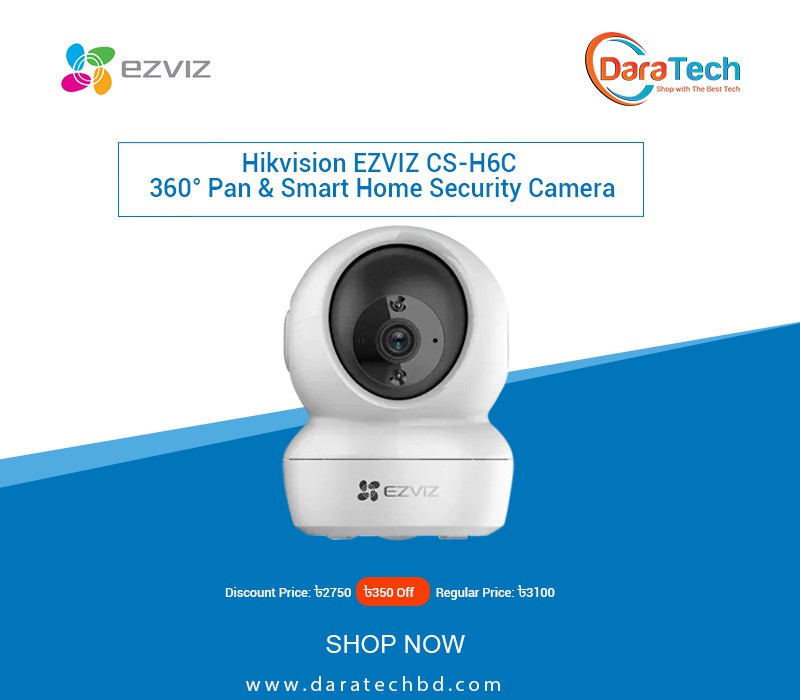 ezviz
DaraTech
Shop with The Best Tech
Hikvision EZVIZ CS-H6C
360° Pan & Smart Home Security Camera
EZVIZ
Discount Price: ৳2750 ৳350 Off Regular Price: ৳3100
SHOP NOW
www.daratechbd.com